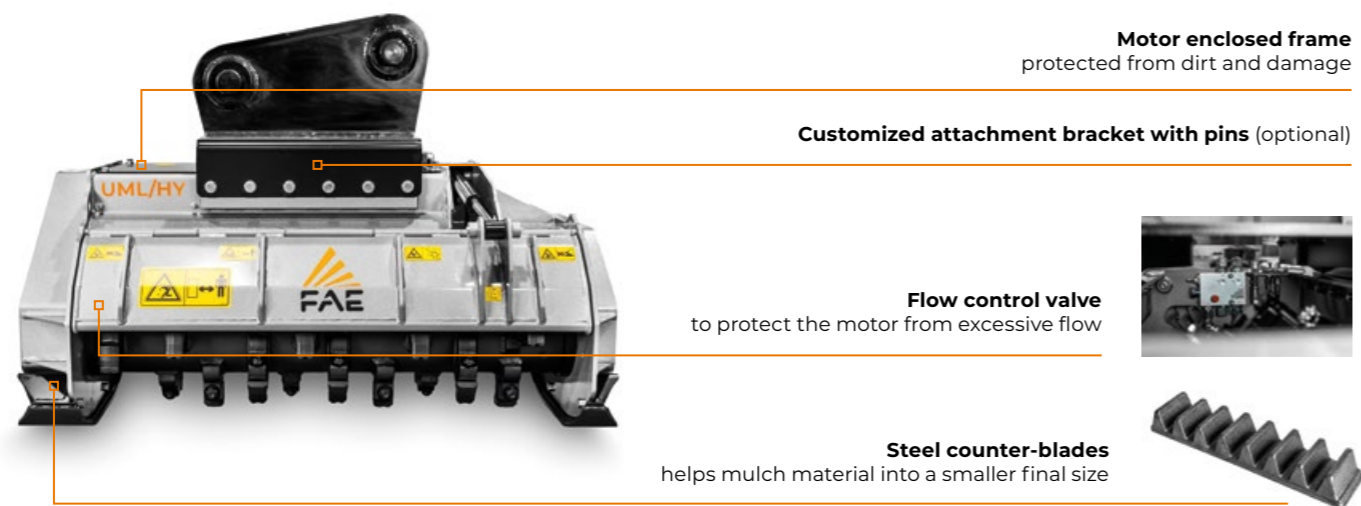 Motor enclosed frame
protected from dirt and damage
Customized attachment bracket with pins (optional)
UML/HY
FAE
Flow control valve
to protect the motor from excessive flow
Steel counter-blades
helps mulch material into a smaller final size